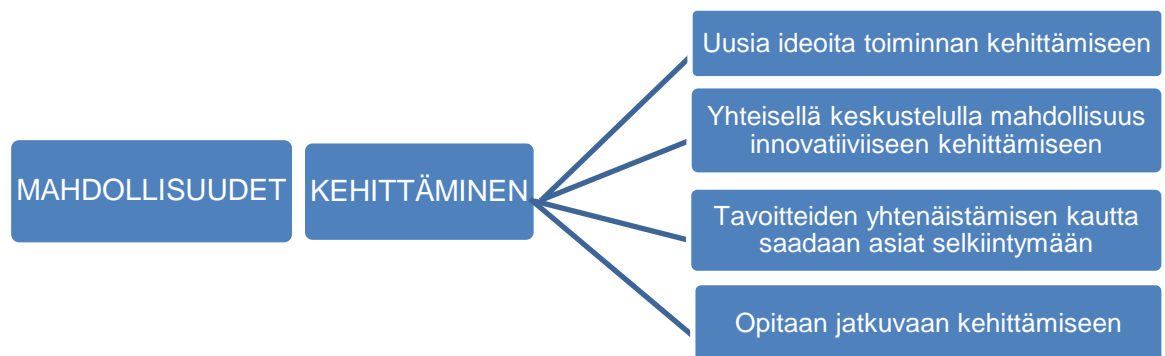 MAHDOLLISUUDET
KEHITTÄMINEN
Uusia ideoita toiminnan kehittämiseen
Yhteisellä keskustelulla mahdollisuus
innovatiiviiseen kehittämiseen
Tavoitteiden yhtenäistämisen kautta
saadaan asiat selkiintymään
Opitaan jatkuvaan kehittämiseen